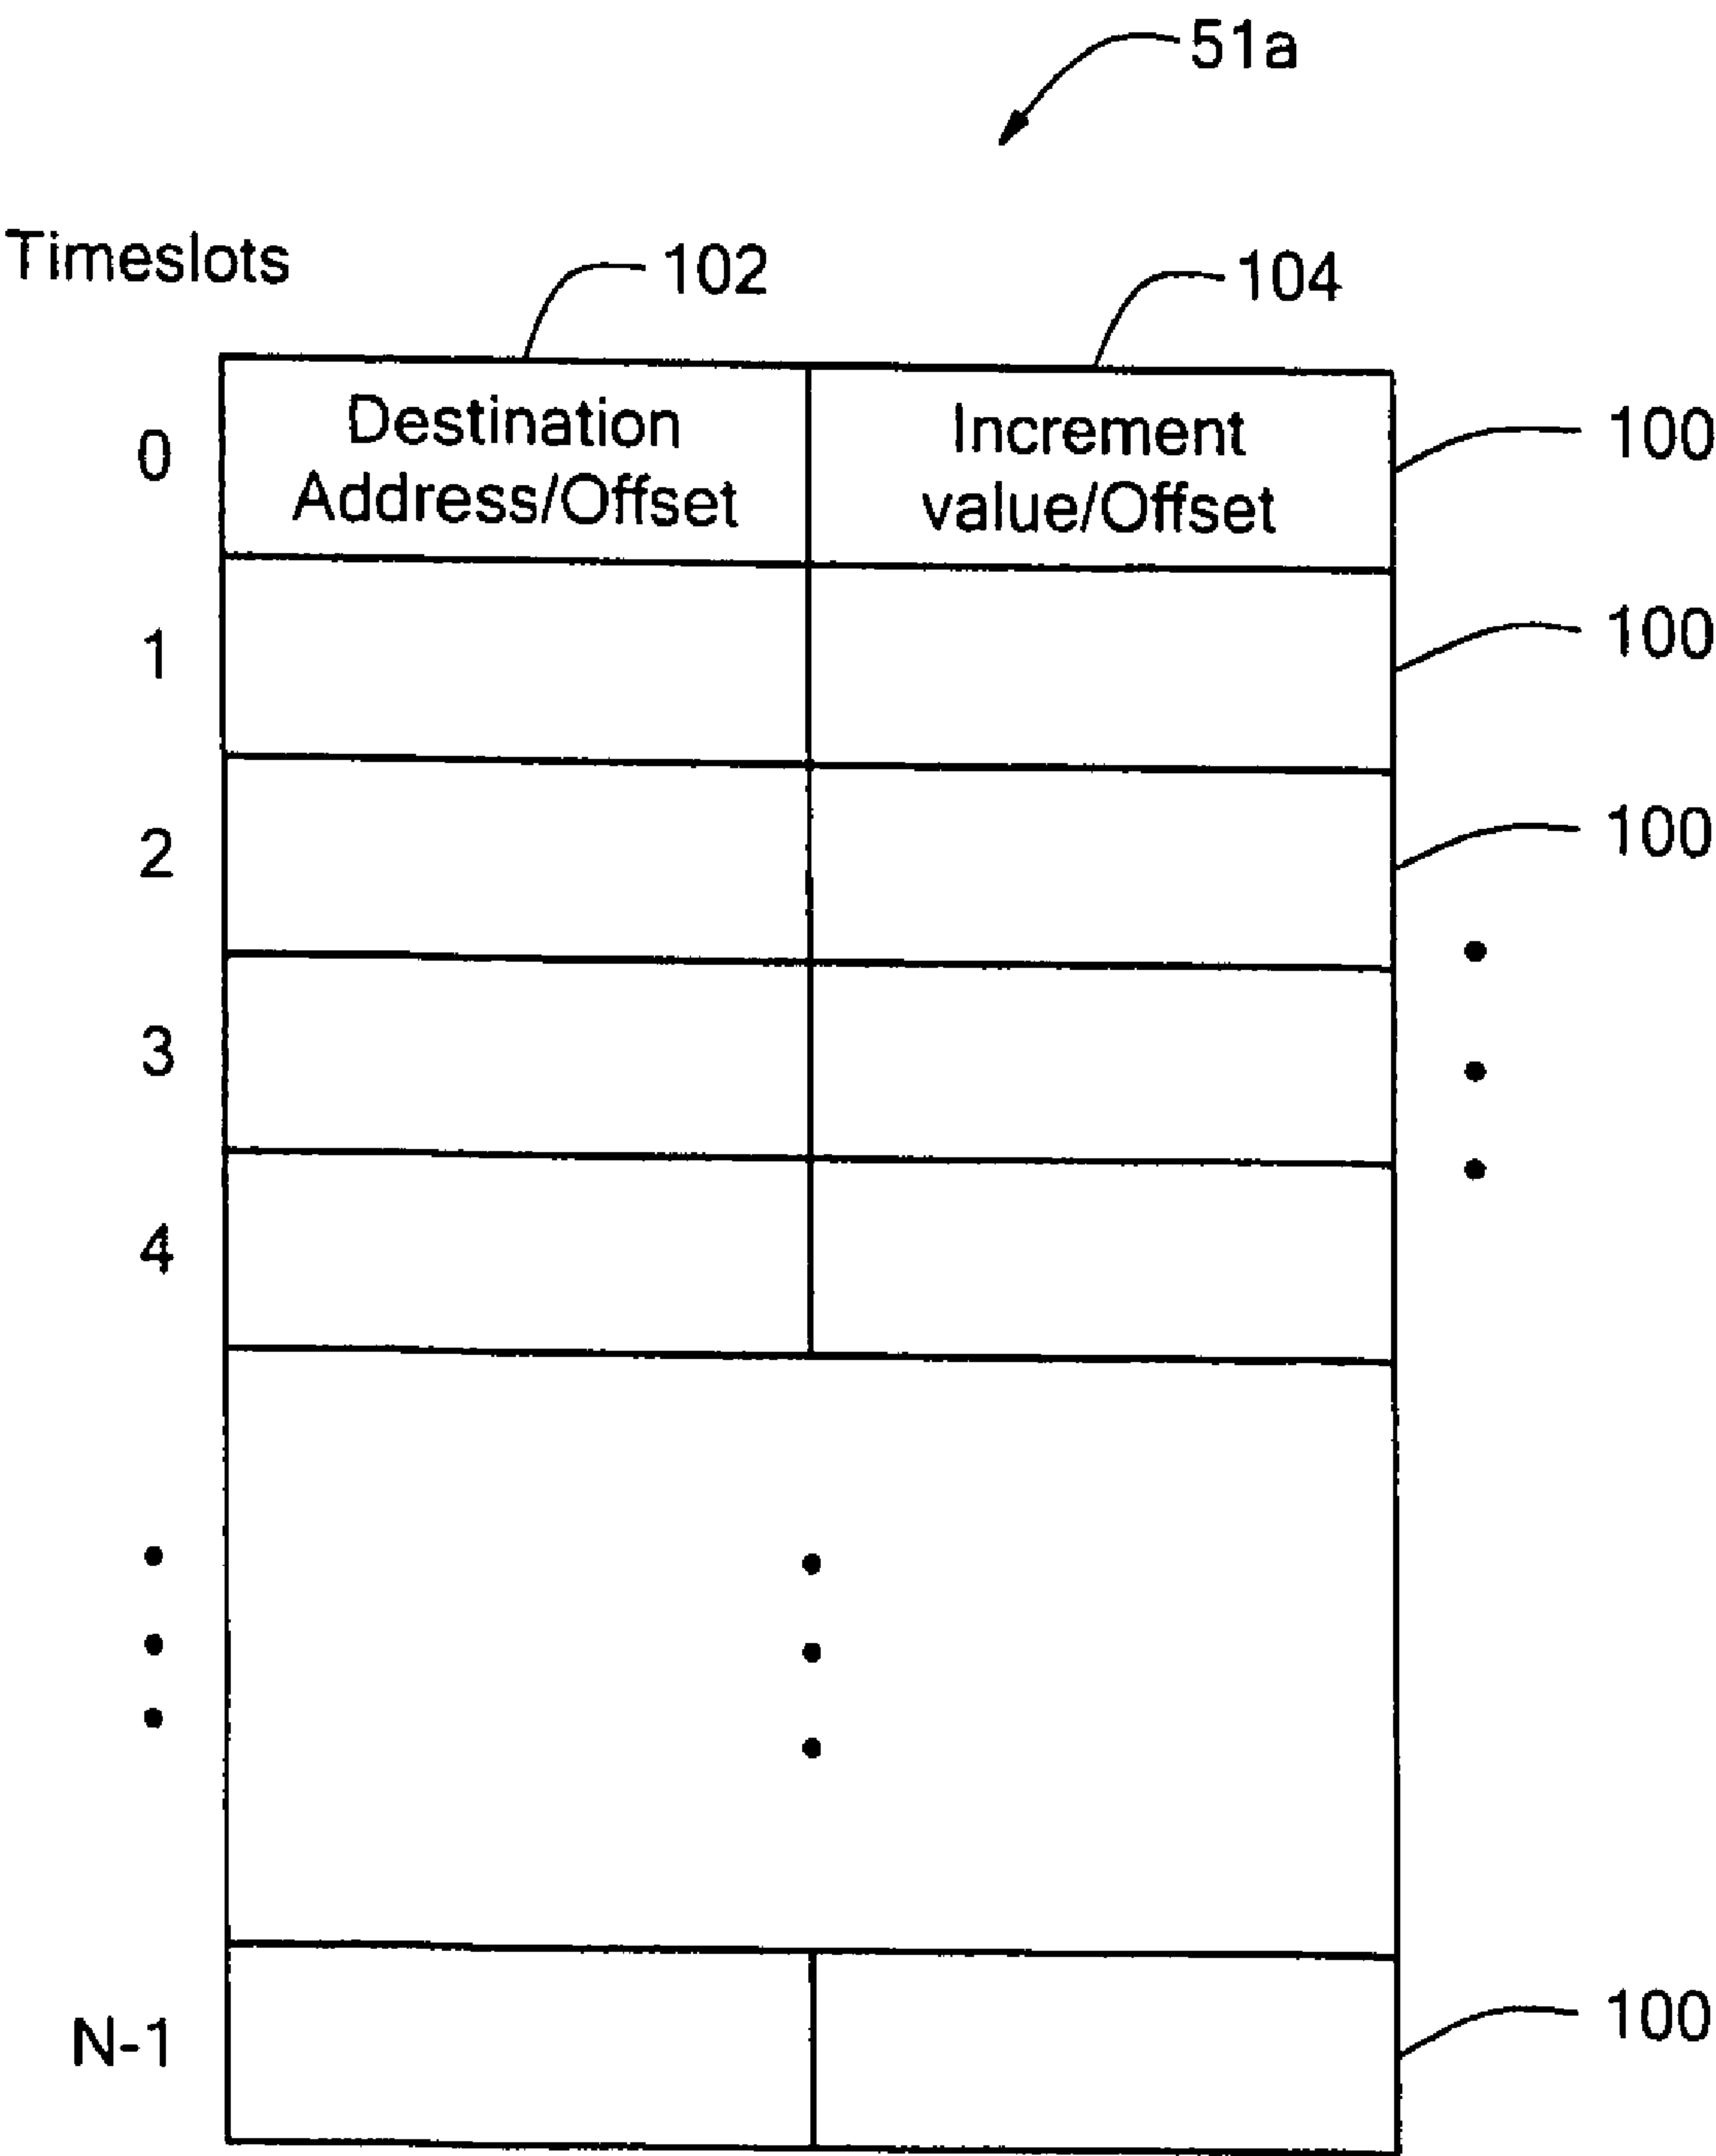 51a
Timeslots
102
104
0
Destination
Address/Offset
Increment
value/Offset
100
1
100
2
100
3
4
N-1
100